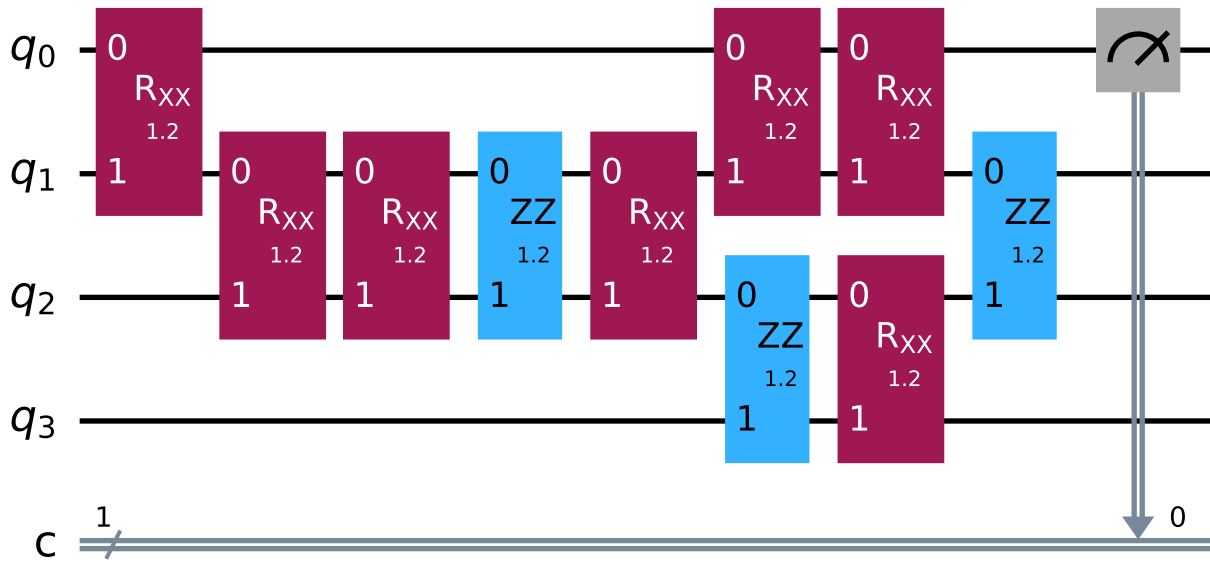 q0 0 0 0
RXX RXX RXX
1.2 1.2 1.2
q1 1 0 0 0 0 1 1 0
RXX RXX ZZ RXX ZZ
1.2 1.2 1.2 1.2 1.2
q2 1 1 1 1 0 0 1
ZZ RXX
1.2 1.2
q3 1 1
1 0
c